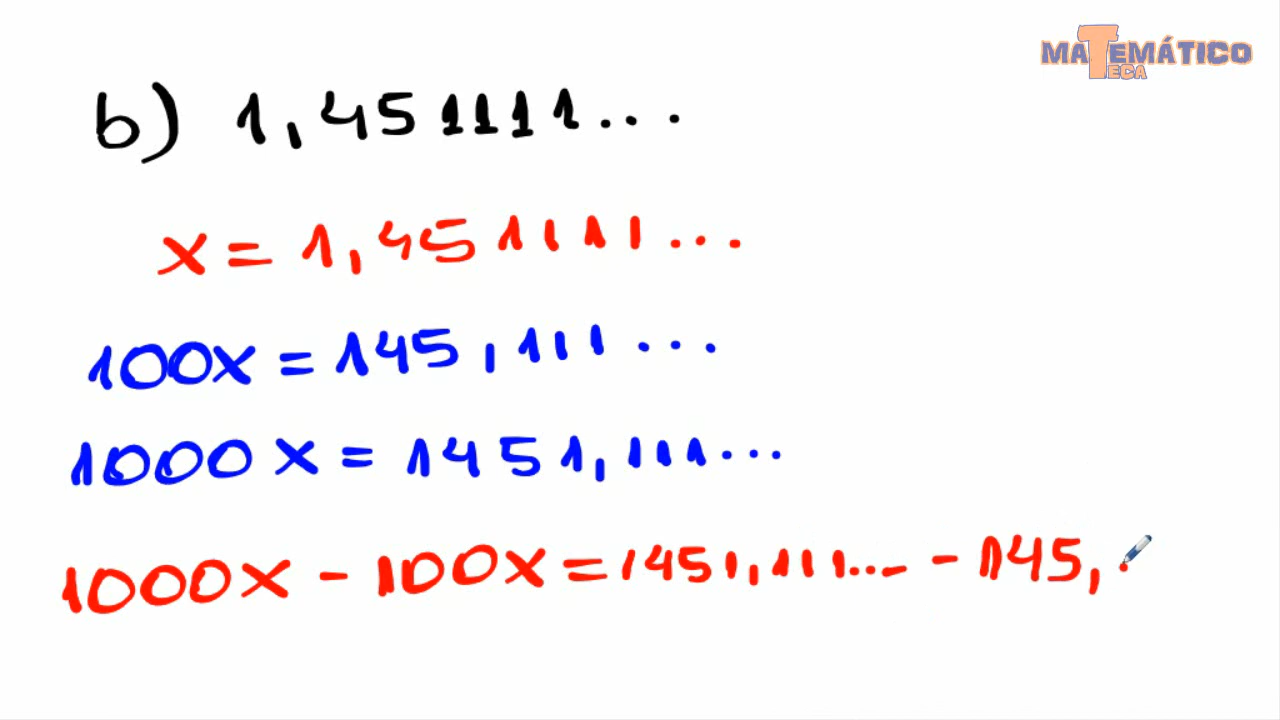 MATEMÁTICO
TECA
b) 1,451111...
x = 1,451111...
100x = 145,111...
1000x = 1451,111...
1000x - 100x = 1451,111... - 145,